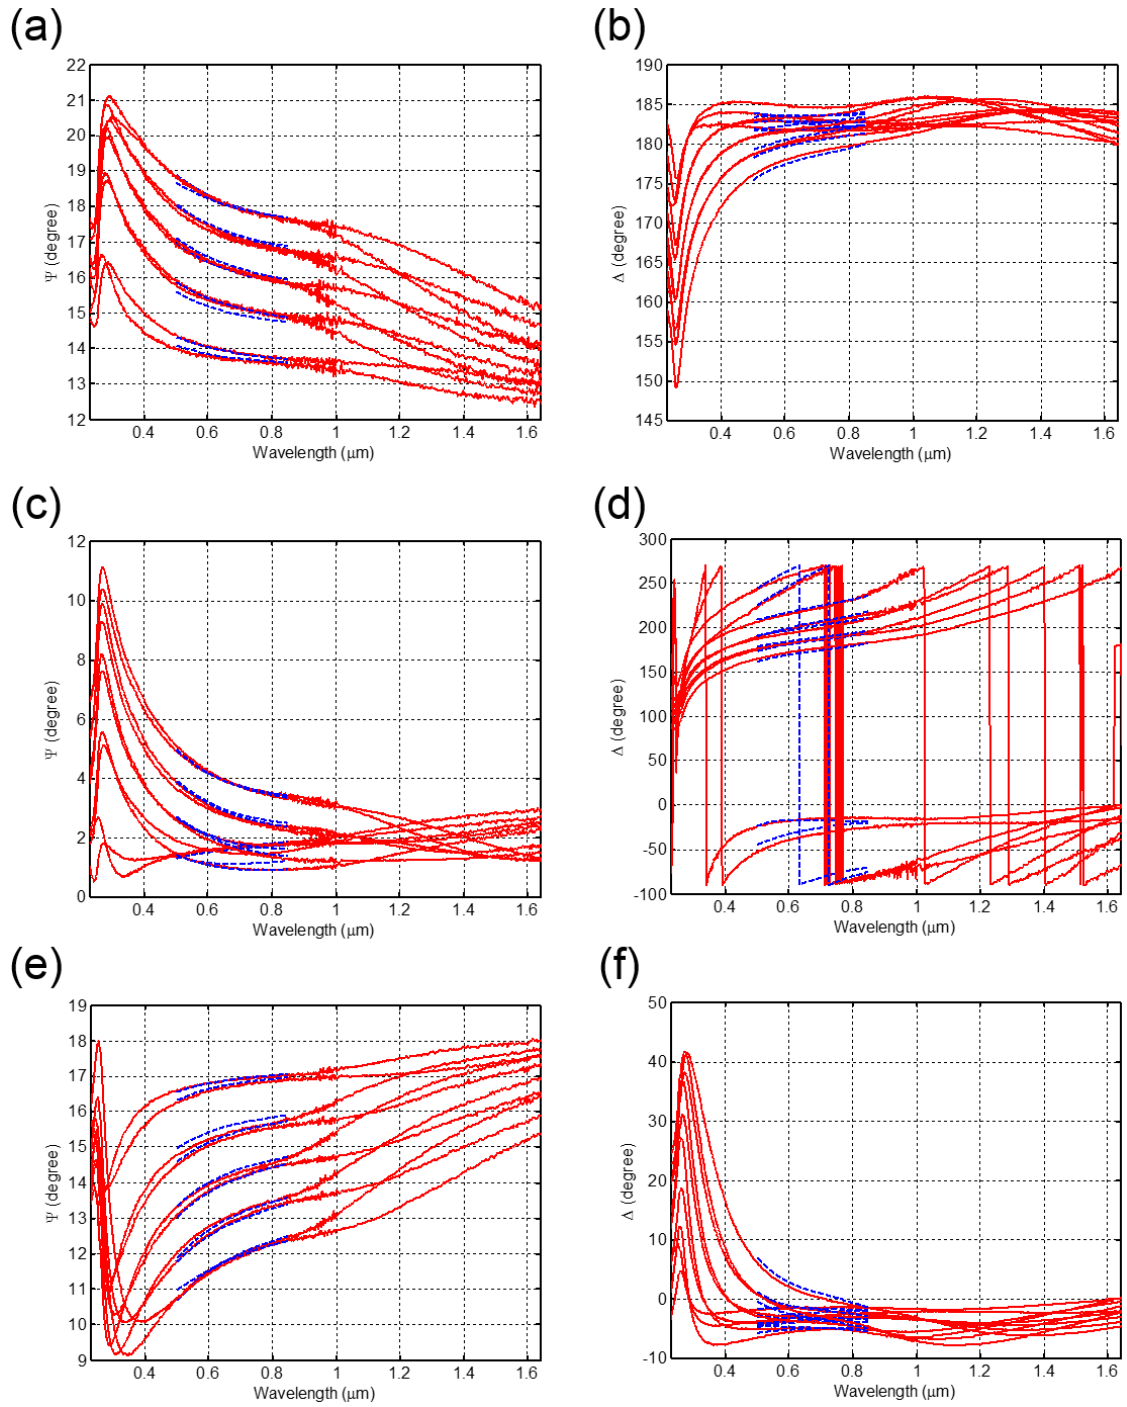 (a)
(b)
22
21
20
19
18
17
16
15
14
13
12
Ψ (degree)
0.4 0.6 0.8 1 1.2 1.4 1.6
Wavelength (μm)
190
185
180
175
170
165
160
155
150
145
Δ (degree)
0.4 0.6 0.8 1 1.2 1.4 1.6
Wavelength (μm)
(c)
(d)
12
10
8
6
4
2
0
Ψ (degree)
0.4 0.6 0.8 1 1.2 1.4 1.6
Wavelength (μm)
300
250
200
150
100
50
0
-50
-100
Δ (degree)
0.4 0.6 0.8 1 1.2 1.4 1.6
Wavelength (μm)
(e)
(f)
19
18
17
16
15
14
13
12
11
10
9
Ψ (degree)
0.4 0.6 0.8 1 1.2 1.4 1.6
Wavelength (μm)
50
40
30
20
10
0
-10
Δ (degree)
0.4 0.6 0.8 1 1.2 1.4 1.6
Wavelength (μm)